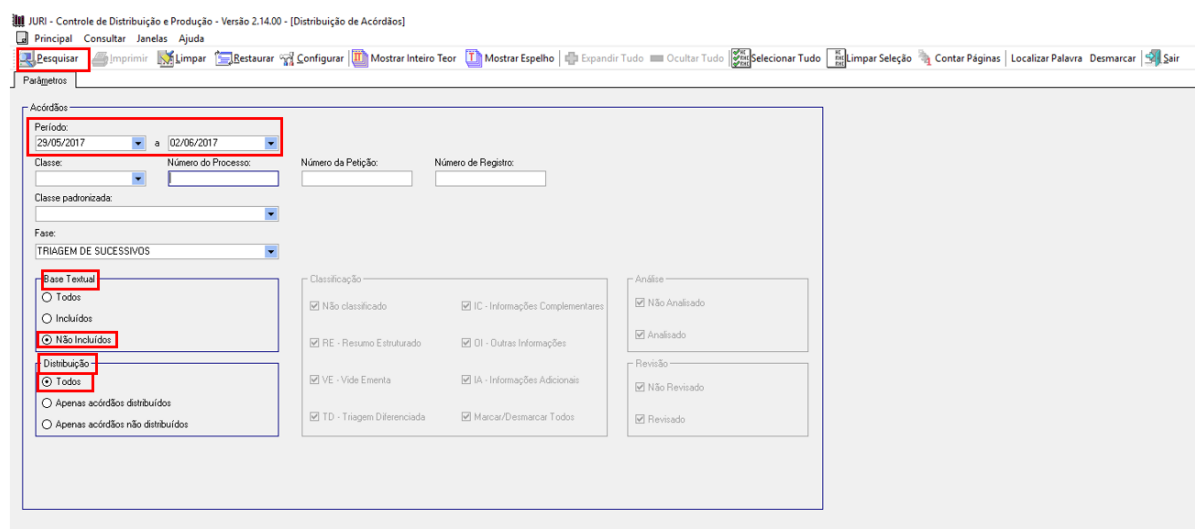 JURI - Controle de Distribuição e Produção - Versão 2.14.00 - [Distribuição de Acórdãos]
Principal Consultar Janelas Ajuda
Pesquisar Imprimir Limpar Restaurar Configurar Mostrar Inteiro Teor Mostrar Espelho Expandir Tudo Ocultar Tudo Selecionar Tudo Limpar Seleção Contar Páginas Localizar Palavra Desmarcar Sair
Parâmetros
Acórdãos
Período:
29/05/2017 a 02/06/2017
Classe: Número do Processo: Número da Petição: Número de Registro:
Classe padronizada:
Fase:
TRIAGEM DE SUCESSIVOS
Base Textual Classificação Análise
Todos
Não classificado IC - Informações Complementares Não Analisado
Incluídos
Não Incluídos RE - Resumo Estruturado OI - Outras Informações Analisado
Distribuição Revisão
Todos VE - Vide Ementa IA - Informações Adicionais Não Revisado
Apenas acórdãos distribuídos
TD - Triagem Diferenciada Marcar/Desmarcar Todos Revisado
Apenas acórdãos não distribuídos